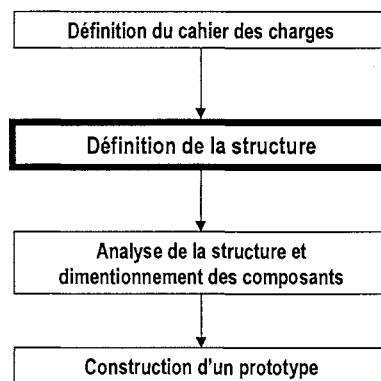 Définition du cahier des charges
Définition de la structure
Analyse de la structure et
dimentionnement des composants
Construction d'un prototype